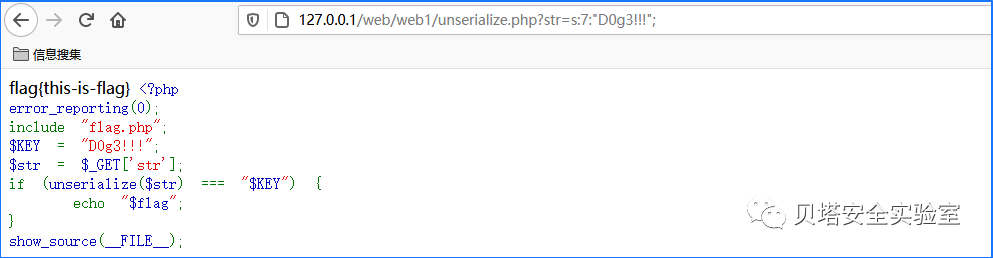 127.0.0.1/web/web1/unserialize.php?str=s:7:"D0g3!!!";
信息搜集
flag{this-is-flag} <?php
error_reporting(0);
include "flag.php";
$KEY = "D0g3!!!";
$str = $_GET['str'];
if (unserialize($str) === "$KEY") {
echo "$flag";
}
show_source(__FILE__);
贝塔安全实验室